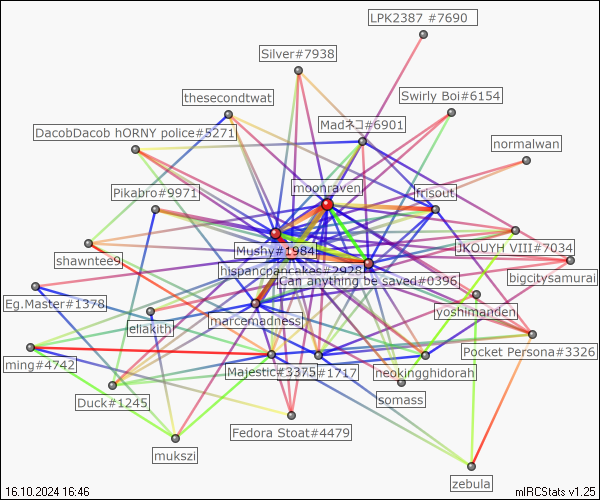 LPK2387 #7690
Silver#7938
thesecondtwat
Swirly Boi#6154
Madネコ#6901
DacobDacob hORNY police#5271
normalwan
moonraven
Pikabro#9971
frisout
Mushy#1984
JKOUYH VIII#7034
shawntee9
hispanicpancakes#2928
bigcitysamurai
Can anything be saved#0396
Eg.Master#1378
ellakith
marcemadness
yoshimanden
Pocket Persona#3326
ming#4742
Majestic#3375
#1717
neokingghidorah
Duck#1245
somass
Fedora Stoat#4479
mukszi
zebula
16.10.2024 16:46
mIRCStats v1.25